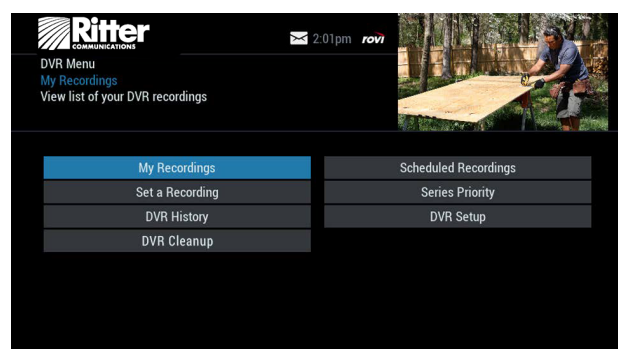 Ritter
COMMUNICATIONS
2:01pm rovi
DVR Menu
My Recordings
View list of your DVR recordings
My Recordings
Scheduled Recordings
Set a Recording
Series Priority
DVR History
DVR Setup
DVR Cleanup